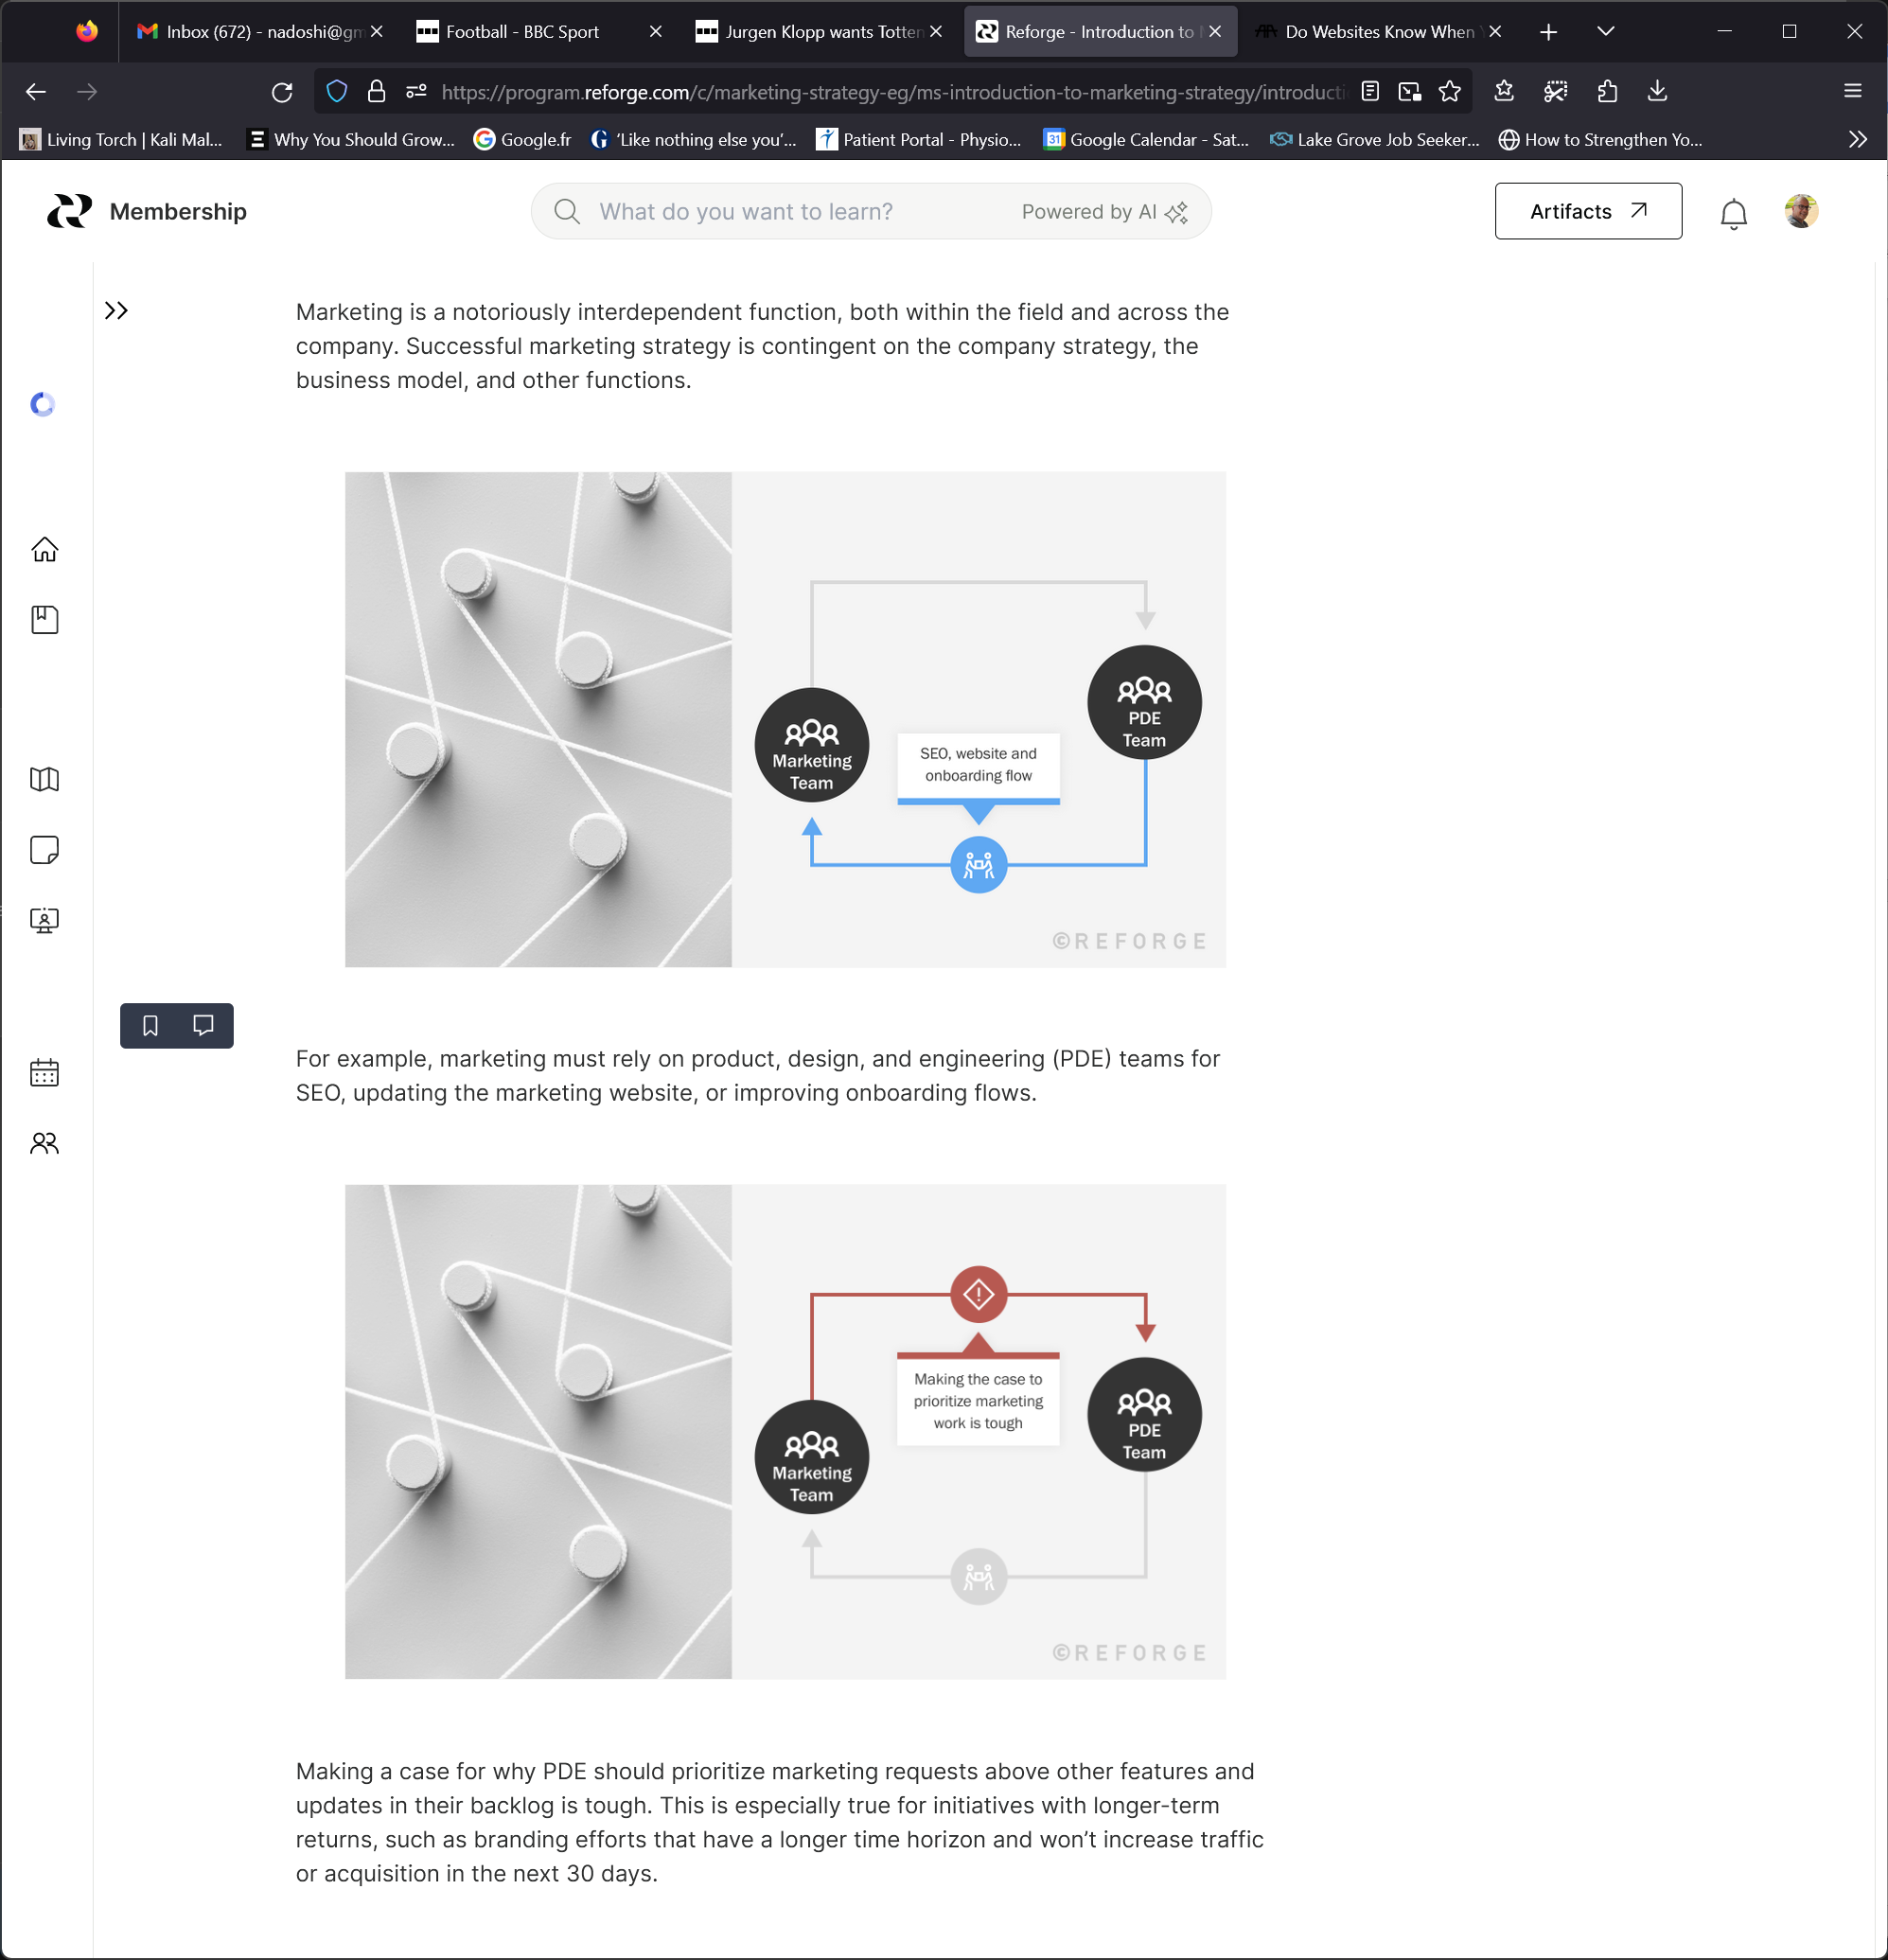 Inbox (672) - nadoshi@gm
Football - BBC Sport
Jurgen Klopp wants Totten
Reforge - Introduction to
Do Websites Know When
https://program.reforge.com/c/marketing-strategy-eg/ms-introduction-to-marketing-strategy/introducti
Living Torch | Kali Mal...
Why You Should Grow...
Google.fr
'Like nothing else you'...
Patient Portal - Physio...
31
Google Calendar - Sat...
Lake Grove Job Seeker...
How to Strengthen Yo...
Membership
What do you want to learn?
Powered by AI
Artifacts
Marketing is a notoriously interdependent function, both within the field and across the
company. Successful marketing strategy is contingent on the company strategy, the
business model, and other functions.
PDE
Team
SEO, website and
onboarding flow
Marketing
Team
©REFORGE
For example, marketing must rely on product, design, and engineering (PDE) teams for
SEO, updating the marketing website, or improving onboarding flows.
Making the case to
prioritize marketing
work is tough
PDE
Team
Marketing
Team
©REFORGE
Making a case for why PDE should prioritize marketing requests above other features and
updates in their backlog is tough. This is especially true for initiatives with longer-term
returns, such as branding efforts that have a longer time horizon and won't increase traffic
or acquisition in the next 30 days.